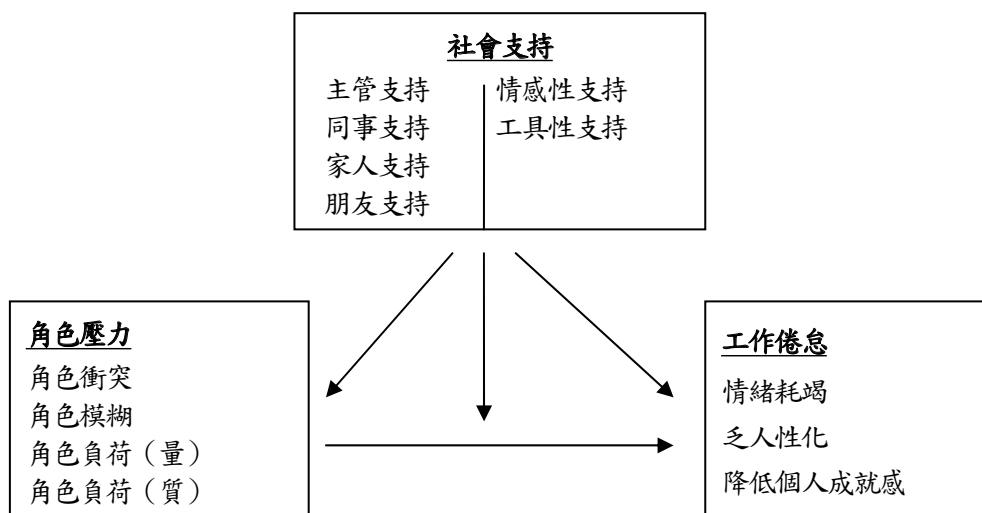 社會支持
主管支持 情感性支持
同事支持 工具性支持
家人支持
朋友支持
角色壓力
角色衝突
角色模糊
角色負荷（量）
角色負荷（質）
工作倦怠
情緒耗竭
乏人性化
降低個人成就感